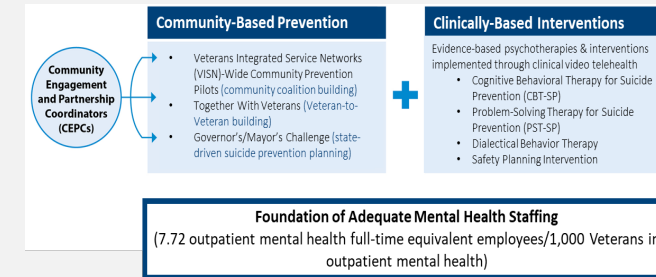 Community-Based Prevention
Community
Engagement
and Partnership
Coordinators
(CEPCs)
• Veterans Integrated Service Networks
(VISN)-Wide Community Prevention
Pilots (community coalition building)
• Together With Veterans (Veteran-to-
Veteran building)
• Governor's/Mayor's Challenge (state-
driven suicide prevention planning)
+
Clinically-Based Interventions
Evidence-based psychotherapies & interventions
implemented through clinical video telehealth
• Cognitive Behavioral Therapy for Suicide
Prevention (CBT-SP)
• Problem-Solving Therapy for Suicide
Prevention (PST-SP)
• Dialectical Behavior Therapy
• Safety Planning Intervention
Foundation of Adequate Mental Health Staffing
(7.72 outpatient mental health full-time equivalent employees/1,000 Veterans in
outpatient mental health)